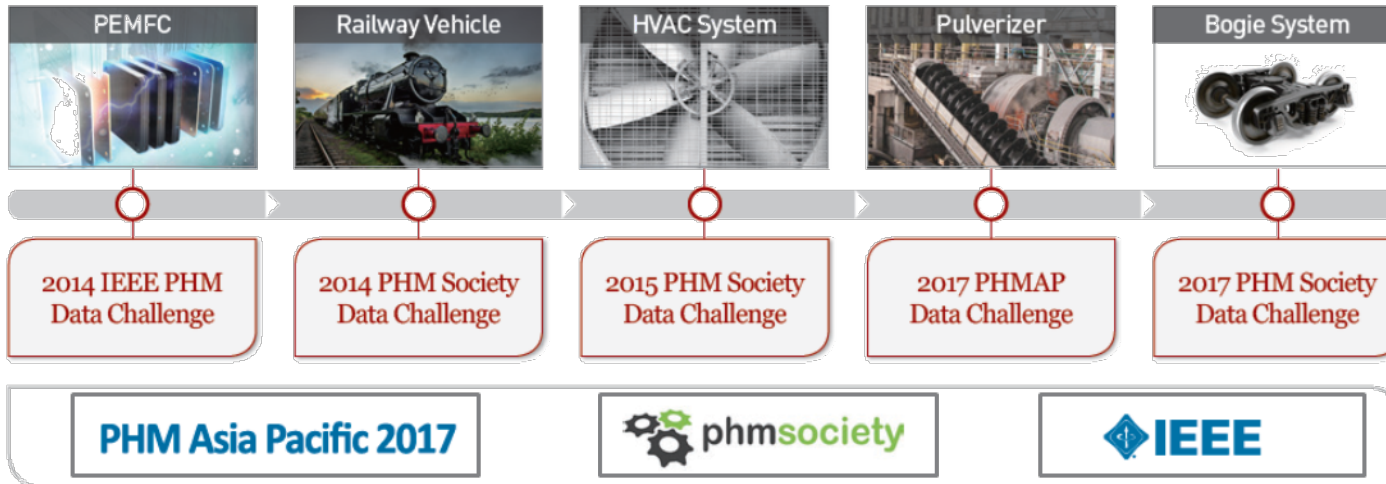 PEMFC
Railway Vehicle
HVAC System
Pulverizer
Bogie System
2014 IEEE PHM
Data Challenge
2014 PHM Society
Data Challenge
2015 PHM Society
Data Challenge
2017 PHMAP
Data Challenge
2017 PHM Society
Data Challenge
PHM Asia Pacific 2017
phmsociety
IEEE